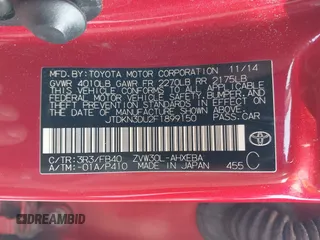 MFD. BY: TOYOTA MOTOR CORPORATION 11/14
GVWR 4010LB GAWR FR 2270LB RR 2175LB
THIS VEHICLE CONFORMS TO ALL APPLICABLE
FEDERAL MOTOR VEHICLE SAFETY, BUMPER,
AND THEFT PREVENTION STANDARDS IN EFFECT
ON THE DATE OF MANUFACTURE SHOWN ABOVE.
JTDKN3DU2F1899150 PASS. CAR
C/TR: 3R3/FB40 ZVW30L-AHXEBA
A/TM: -01A/P410 MADE IN JAPAN 455 C
DREAMBID